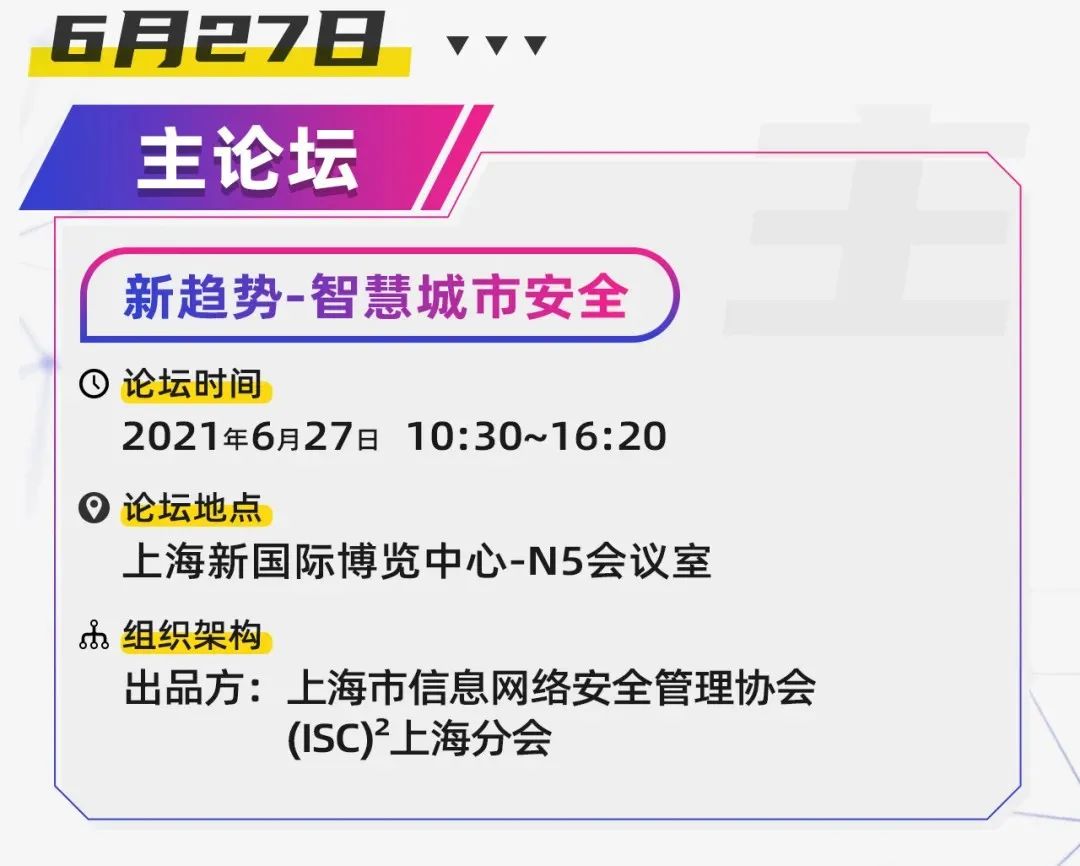 6月27日
主论坛
主
新趋势-智慧城市安全
论坛时间
2021年6月27日 10:30~16:20
论坛地点
上海新国际博览中心-N5会议室
组织架构
出品方：上海市信息网络安全管理协会
(ISC)²上海分会